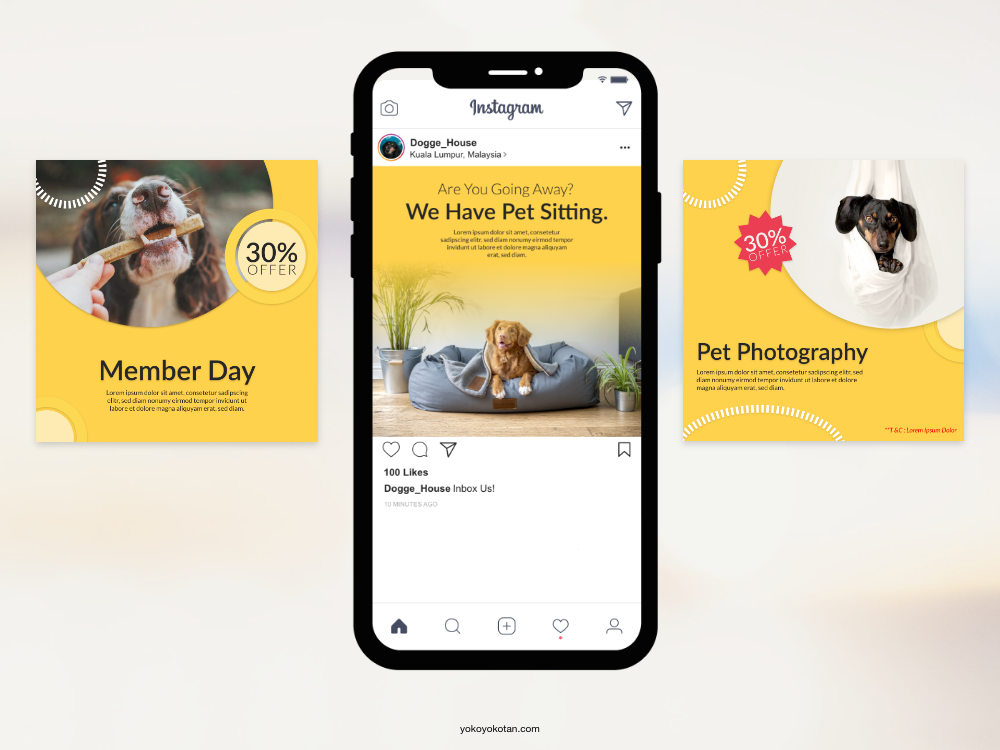 30%
OFFER
Member Day
Lorem ipsum dolor sit amet, consetetur sadipscing
elitr, sed diam nonumy eirmod tempor invidunt ut
labore et dolore magna aliquyam erat, sed diam.
Instagram
Dogge_House
Kuala Lumpur, Malaysia >
Are You Going Away?
We Have Pet Sitting.
Lorem ipsum dolor sit amet, consetetur
sadipscing elitr, sed diam nonumy eirmod tempor
invidunt ut labore et dolore magna aliquyam
erat, sed diam.
100 Likes
Dogge_House Inbox Us!
10 MINUTES AGO
30%
OFFER
Pet Photography
Lorem ipsum dolor sit amet, consetetur sadipscing elitr, sed
diam nonumy eirmod tempor invidunt ut labore et dolore
magna aliquyam erat, sed diam.
**T&C : Lorem Ipsum Dolor
yokoyokotan.com